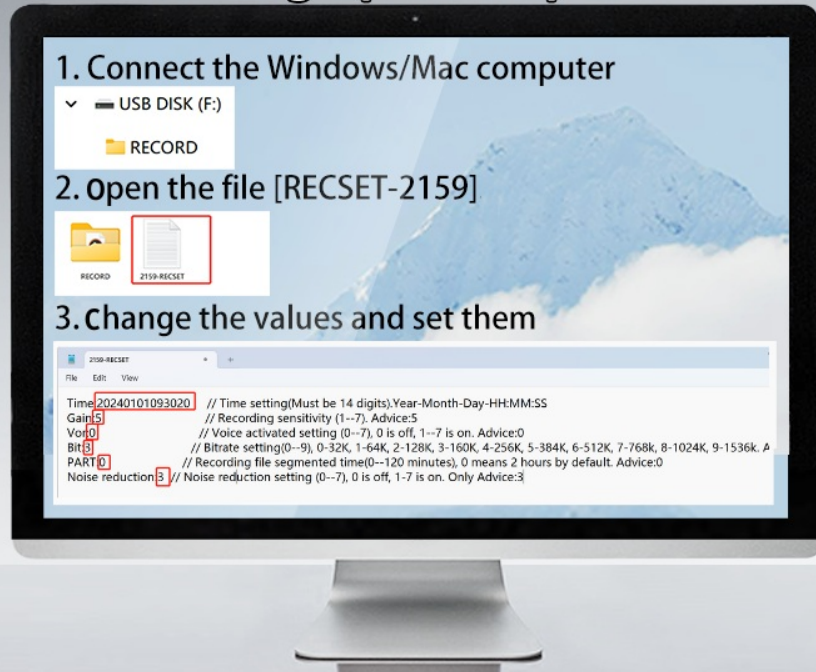 1. Connect the Windows/Mac computer
USB DISK (F:)
RECORD
2. Open the file [RECSET-2159]
RECORD
2159-RECSET
3. Change the values and set them
2159-RECSET
File Edit View
Time:20240101093020 // Time setting(Must be 14 digits).Year-Month-Day-HH:MM:SS
Gain:5 // Recording sensitivity (1--7). Advice:5
Vor:0 // Voice activated setting (0--7), 0 is off, 1--7 is on. Advice:0
Bit:3 // Bitrate setting(0--9), 0-32K, 1-64K, 2-128K, 3-160K, 4-256K, 5-384K, 6-512K, 7-768k, 8-1024K, 9-1536k. A
PART:0 // Recording file segmented time(0--120 minutes), 0 means 2 hours by default. Advice:0
Noise reduction:3 // Noise reduction setting (0--7), 0 is off, 1-7 is on. Only Advice:3